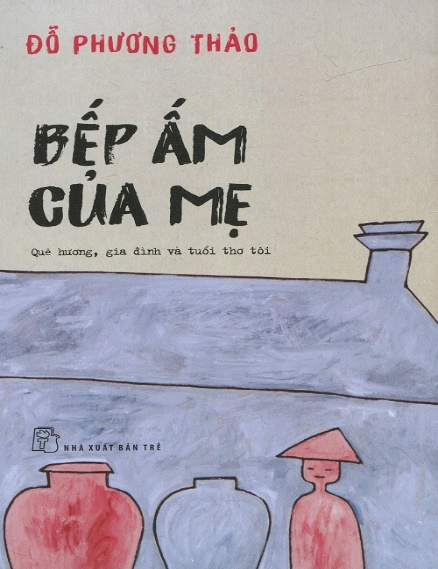 ĐỖ PHƯƠNG THẢO
BẾP ẤM
CỦA MẸ
Quê hương, gia đình và tuổi thơ tôi
NHÀ XUẤT BẢN TRẺ